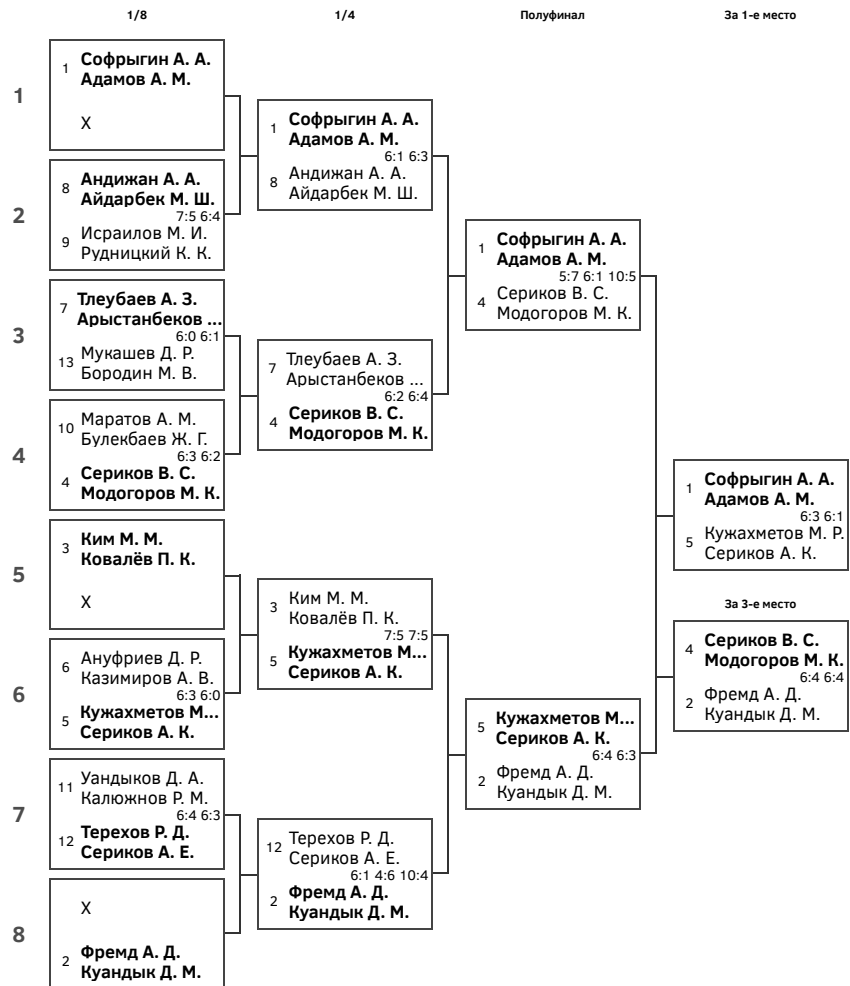 1/8
1/4
Полуфинал
За 1-е место
1
1 Софрыгин А. А.
Адамов А. М.
X
2
8 Андижан А. А.
Айдарбек М. Ш.
7:5 6:4
9 Исраилов М. И.
Рудницкий К. К.
3
7 Тлеубаев А. З.
Арыстанбеков ...
6:0 6:1
13 Мукашев Д. Р.
Бородин М. В.
4
10 Маратов А. М.
Булекбаев Ж. Г.
6:3 6:2
4 Сериков В. С.
Модогоров М. К.
5
3 Ким М. М.
Ковалёв П. К.
X
6
6 Ануфриев Д. Р.
Казимиров А. В.
6:3 6:0
5 Кужахметов М...
Сериков А. К.
7
11 Уандыков Д. А.
Калюжнов Р. М.
6:4 6:3
12 Терехов Р. Д.
Сериков А. Е.
8
X
2 Фремд А. Д.
Куандык Д. М.
1 Софрыгин А. А.
Адамов А. М.
6:1 6:3
8 Андижан А. А.
Айдарбек М. Ш.
7 Тлеубаев А. З.
Арыстанбеков ...
6:2 6:4
4 Сериков В. С.
Модогоров М. К.
3 Ким М. М.
Ковалёв П. К.
7:5 7:5
5 Кужахметов М...
Сериков А. К.
12 Терехов Р. Д.
Сериков А. Е.
6:1 4:6 10:4
2 Фремд А. Д.
Куандык Д. М.
1 Софрыгин А. А.
Адамов А. М.
5:7 6:1 10:5
4 Сериков В. С.
Модогоров М. К.
5 Кужахметов М...
Сериков А. К.
6:4 6:3
2 Фремд А. Д.
Куандык Д. М.
1 Софрыгин А. А.
Адамов А. М.
6:3 6:1
5 Кужахметов М. Р.
Сериков А. К.
За 3-е место
4 Сериков В. С.
Модогоров М. К.
6:4 6:4
2 Фремд А. Д.
Куандык Д. М.